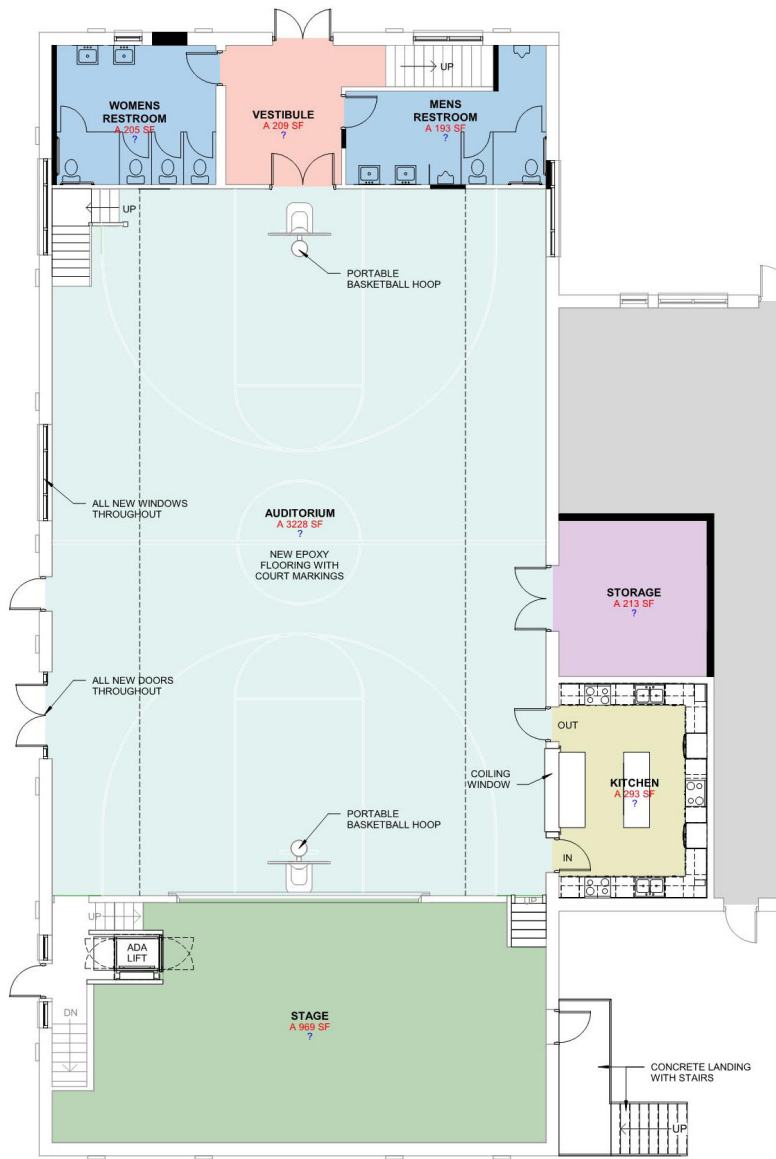 UP
WOMENS
RESTROOM
A 205 SF
?
VESTIBULE
A 209 SF
?
MENS
RESTROOM
A 193 SF
?
UP
PORTABLE
BASKETBALL HOOP
ALL NEW WINDOWS
THROUGHOUT
AUDITORIUM
A 3228 SF
?
NEW EPOXY
FLOORING WITH
COURT MARKINGS
STORAGE
A 213 SF
?
ALL NEW DOORS
THROUGHOUT
OUT
COILING
WINDOW
KITCHEN
A 293 SF
?
PORTABLE
BASKETBALL HOOP
IN
UP
UP
ADA
LIFT
DN
STAGE
A 969 SF
?
CONCRETE LANDING
WITH STAIRS
UP